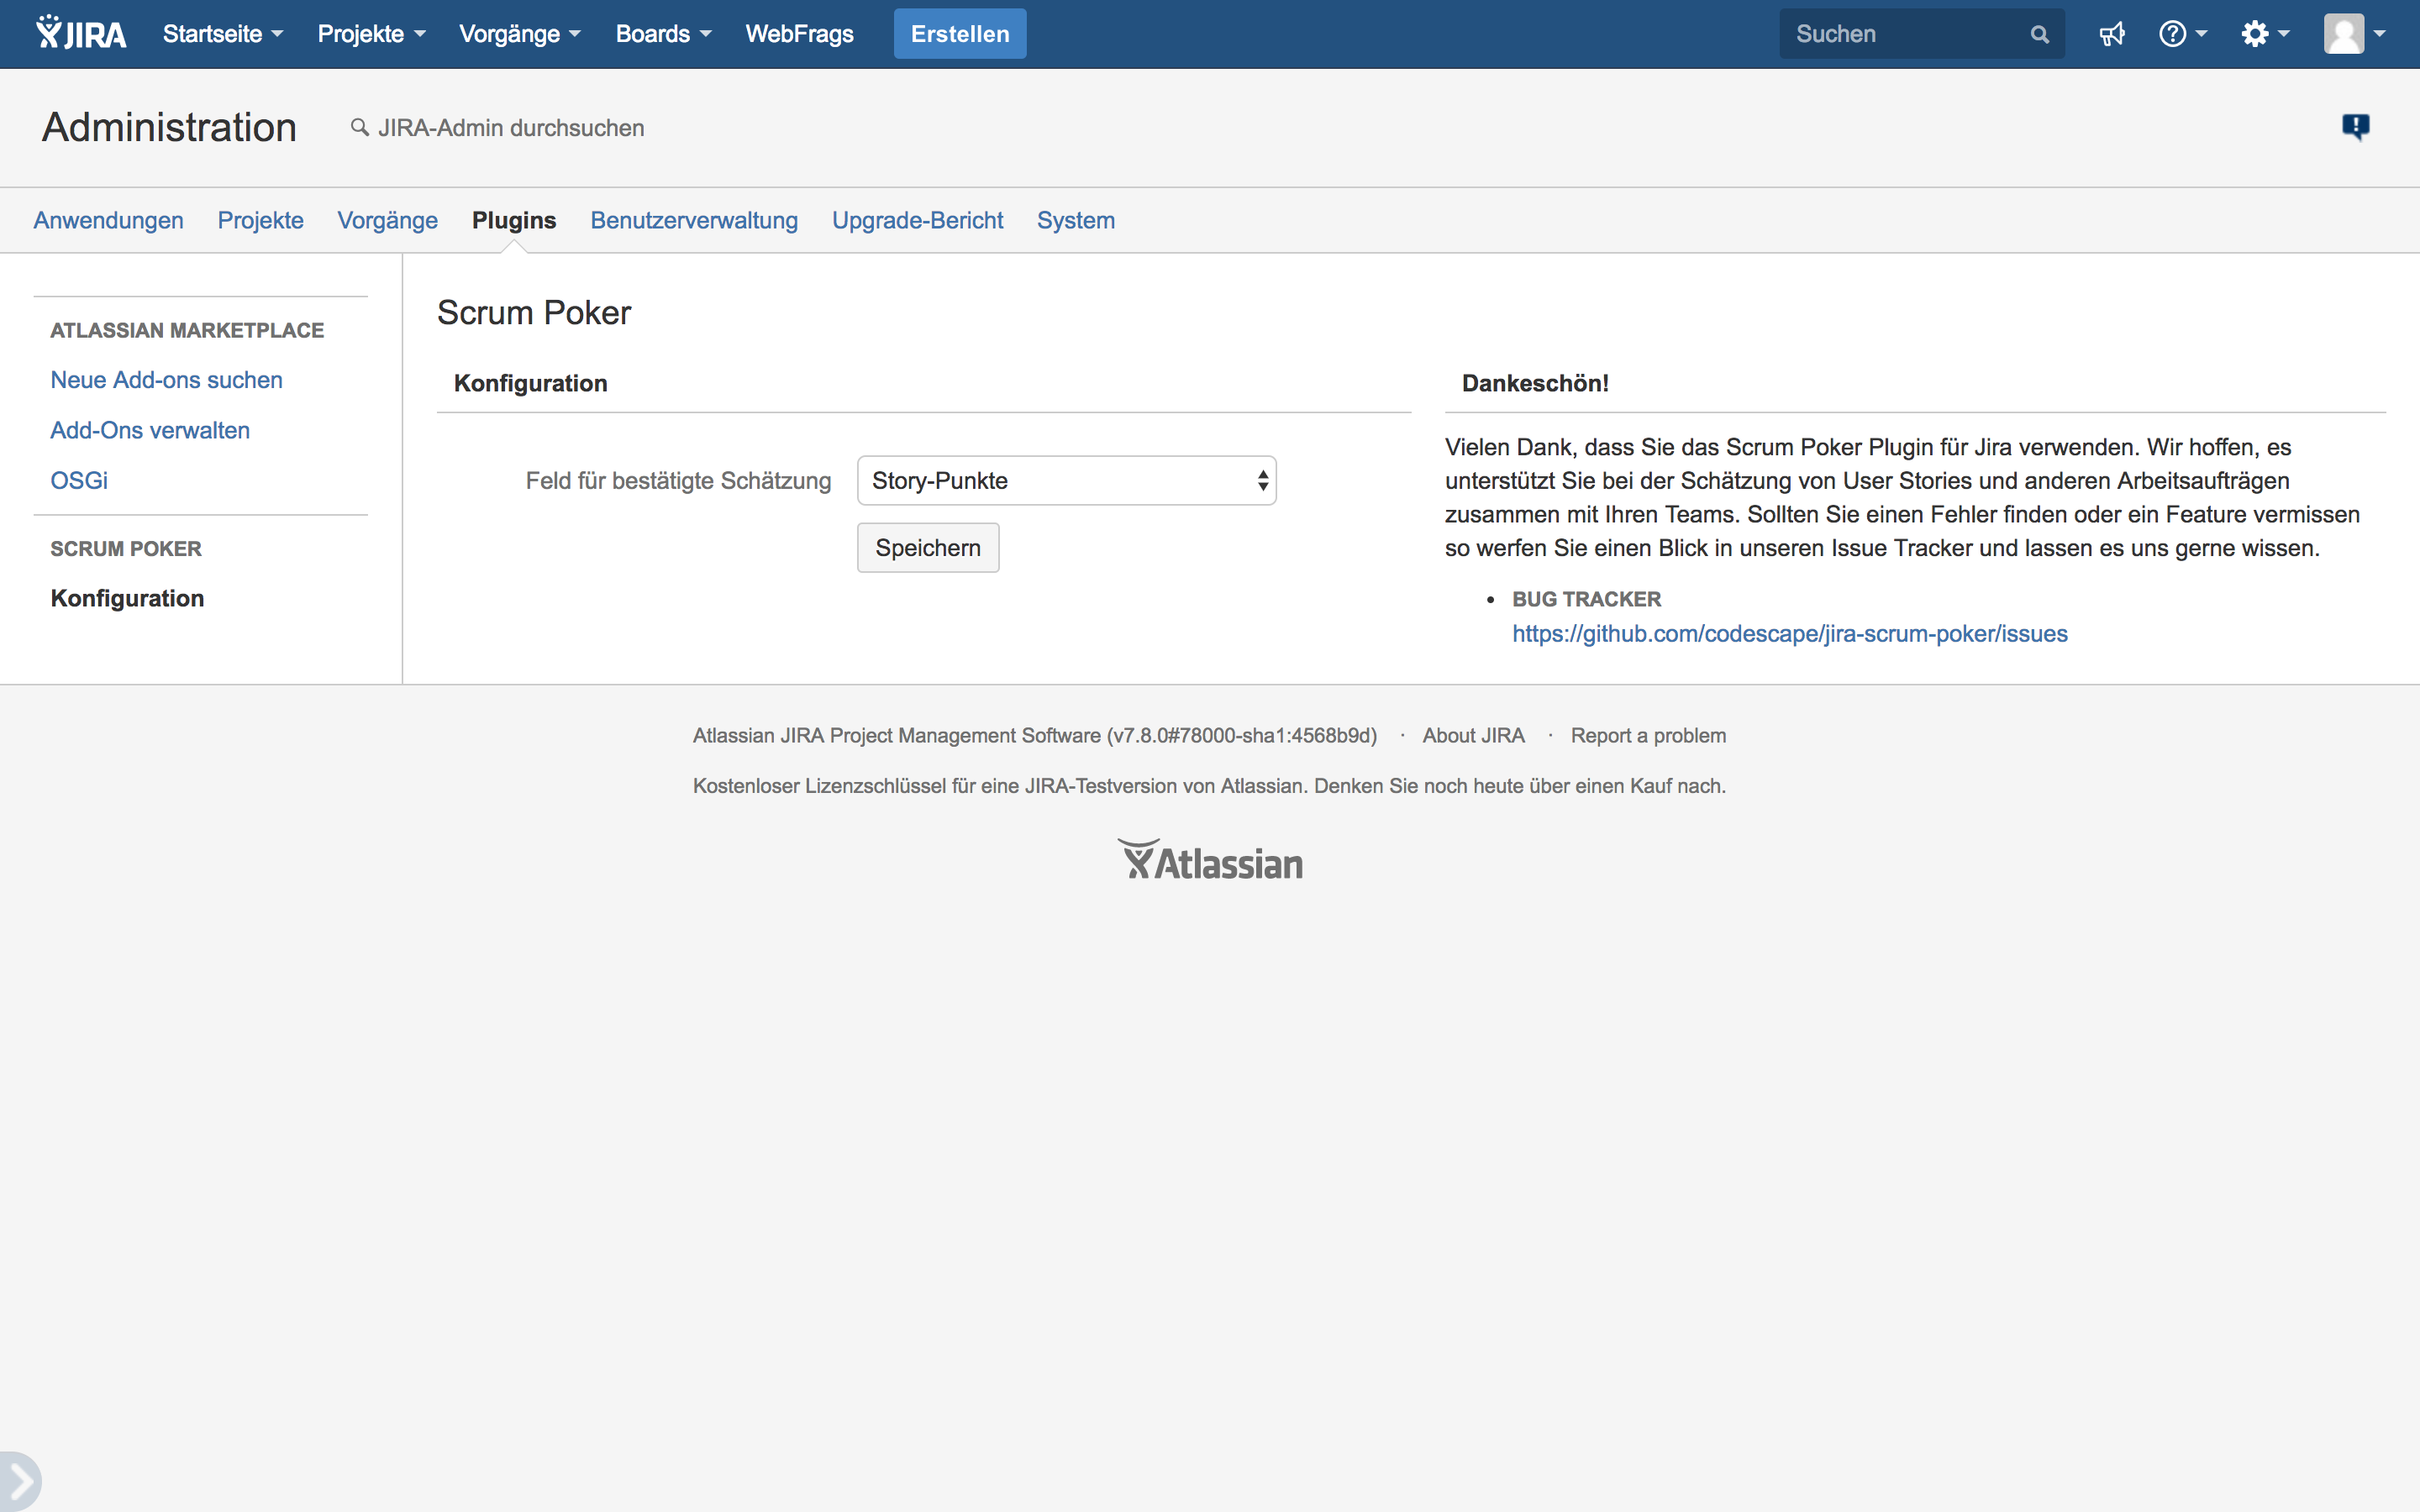 JIRA Startseite Projekte Vorgänge Boards WebFrags Erstellen Suchen
Administration JIRA-Admin durchsuchen
Anwendungen Projekte Vorgänge Plugins Benutzerverwaltung Upgrade-Bericht System
ATLASSIAN MARKETPLACE
Neue Add-ons suchen
Add-Ons verwalten
OSGi
SCRUM POKER
Konfiguration
Scrum Poker
Konfiguration
Feld für bestätigte Schätzung Story-Punkte
Speichern
Dankeschön!
Vielen Dank, dass Sie das Scrum Poker Plugin für Jira verwenden. Wir hoffen, es
unterstützt Sie bei der Schätzung von User Stories und anderen Arbeitsaufträgen
zusammen mit Ihren Teams. Sollten Sie einen Fehler finden oder ein Feature vermissen
so werfen Sie einen Blick in unseren Issue Tracker und lassen es uns gerne wissen.
• BUG TRACKER
https://github.com/codescape/jira-scrum-poker/issues
Atlassian JIRA Project Management Software (v7.8.0#78000-sha1:4568b9d) · About JIRA · Report a problem
Kostenloser Lizenzschlüssel für eine JIRA-Testversion von Atlassian. Denken Sie noch heute über einen Kauf nach.
Atlassian